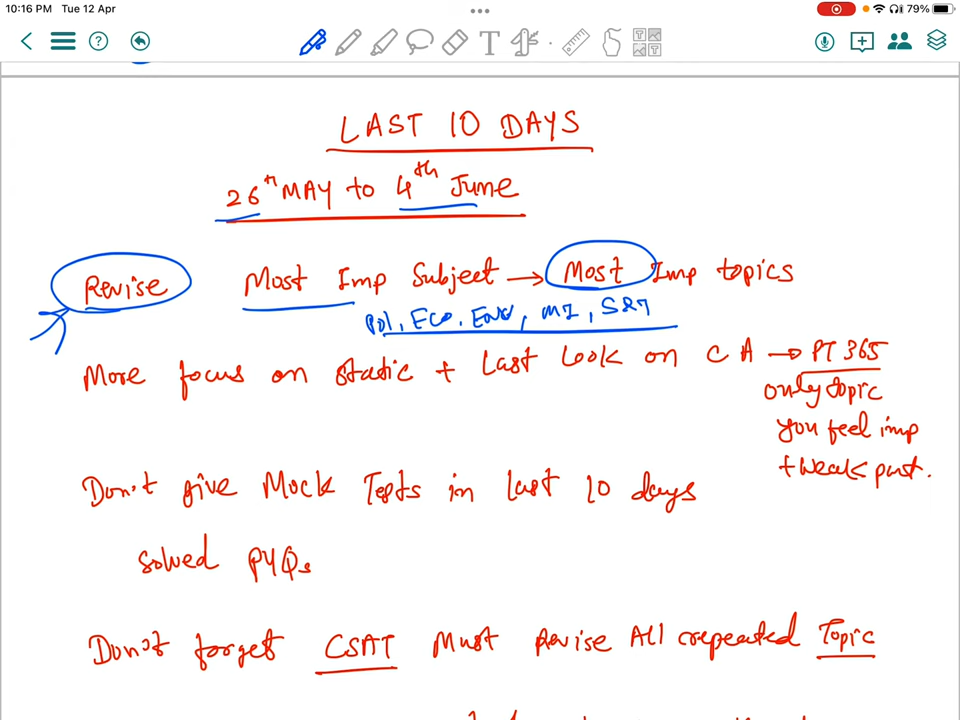 10:16 PM Tue 12 Apr
79%
LAST 10 DAYS
26th MAY to 4th June
Revise Most Imp Subject → Most Imp topics
Pol, Eco, Env, MI, S&T
More focus on static + Last Look on CA → PT 365
only topic
you feel imp
+ weak part.
Don't give Mock Tests in last 10 days
solved PYQs
Don't forget CSAT Must Revise All repeated Topic